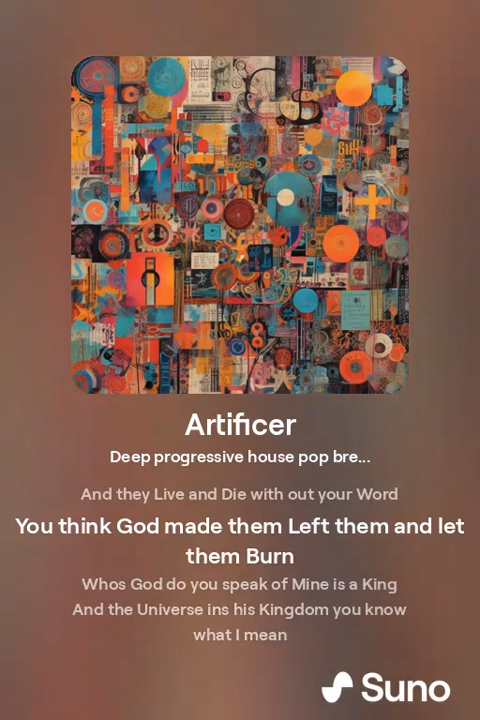 Artificer
Deep progressive house pop bre...
And they Live and Die with out your Word
You think God made them Left them and let
them Burn
Whos God do you speak of Mine is a King
And the Universe ins his Kingdom you know
what I mean
Suno